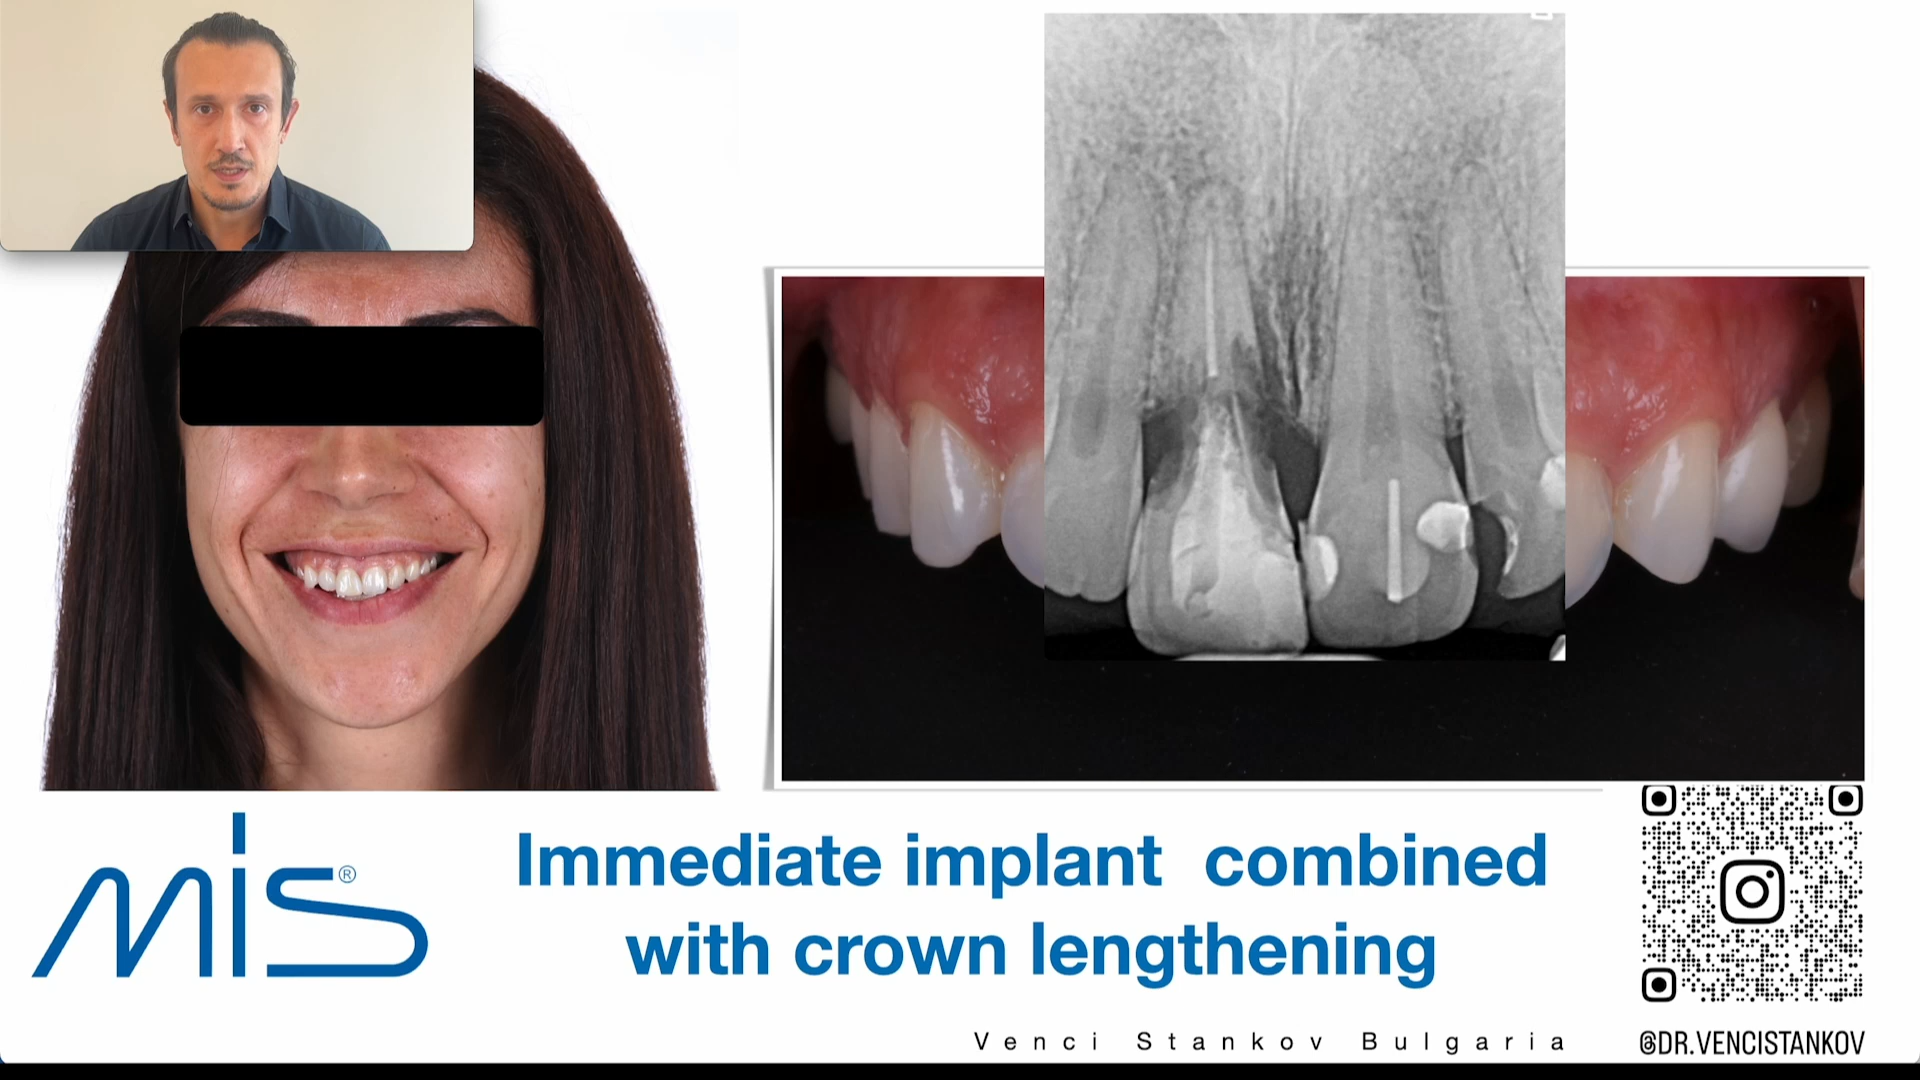 mis®
Immediate implant combined
with crown lengthening
Venci Stankov Bulgaria
@DR.VENCISTANKOV